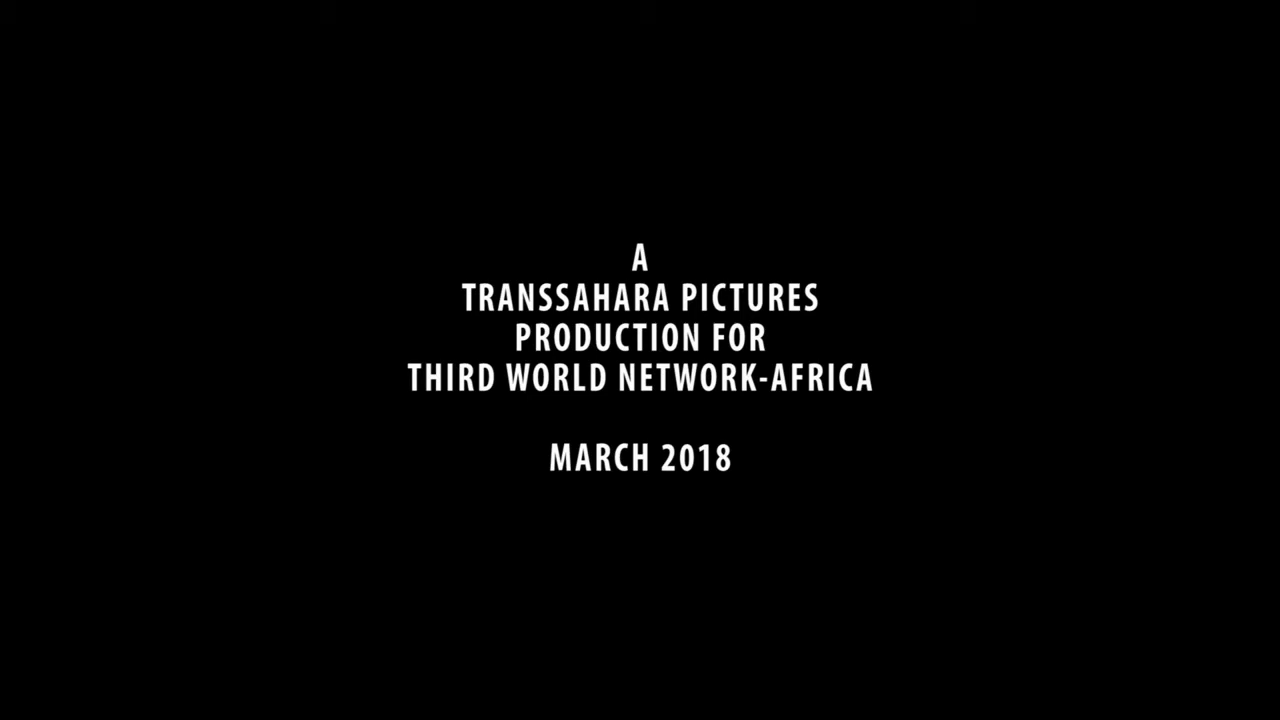 A
TRANSSAHARA PICTURES
PRODUCTION FOR
THIRD WORLD NETWORK-AFRICA
MARCH 2018